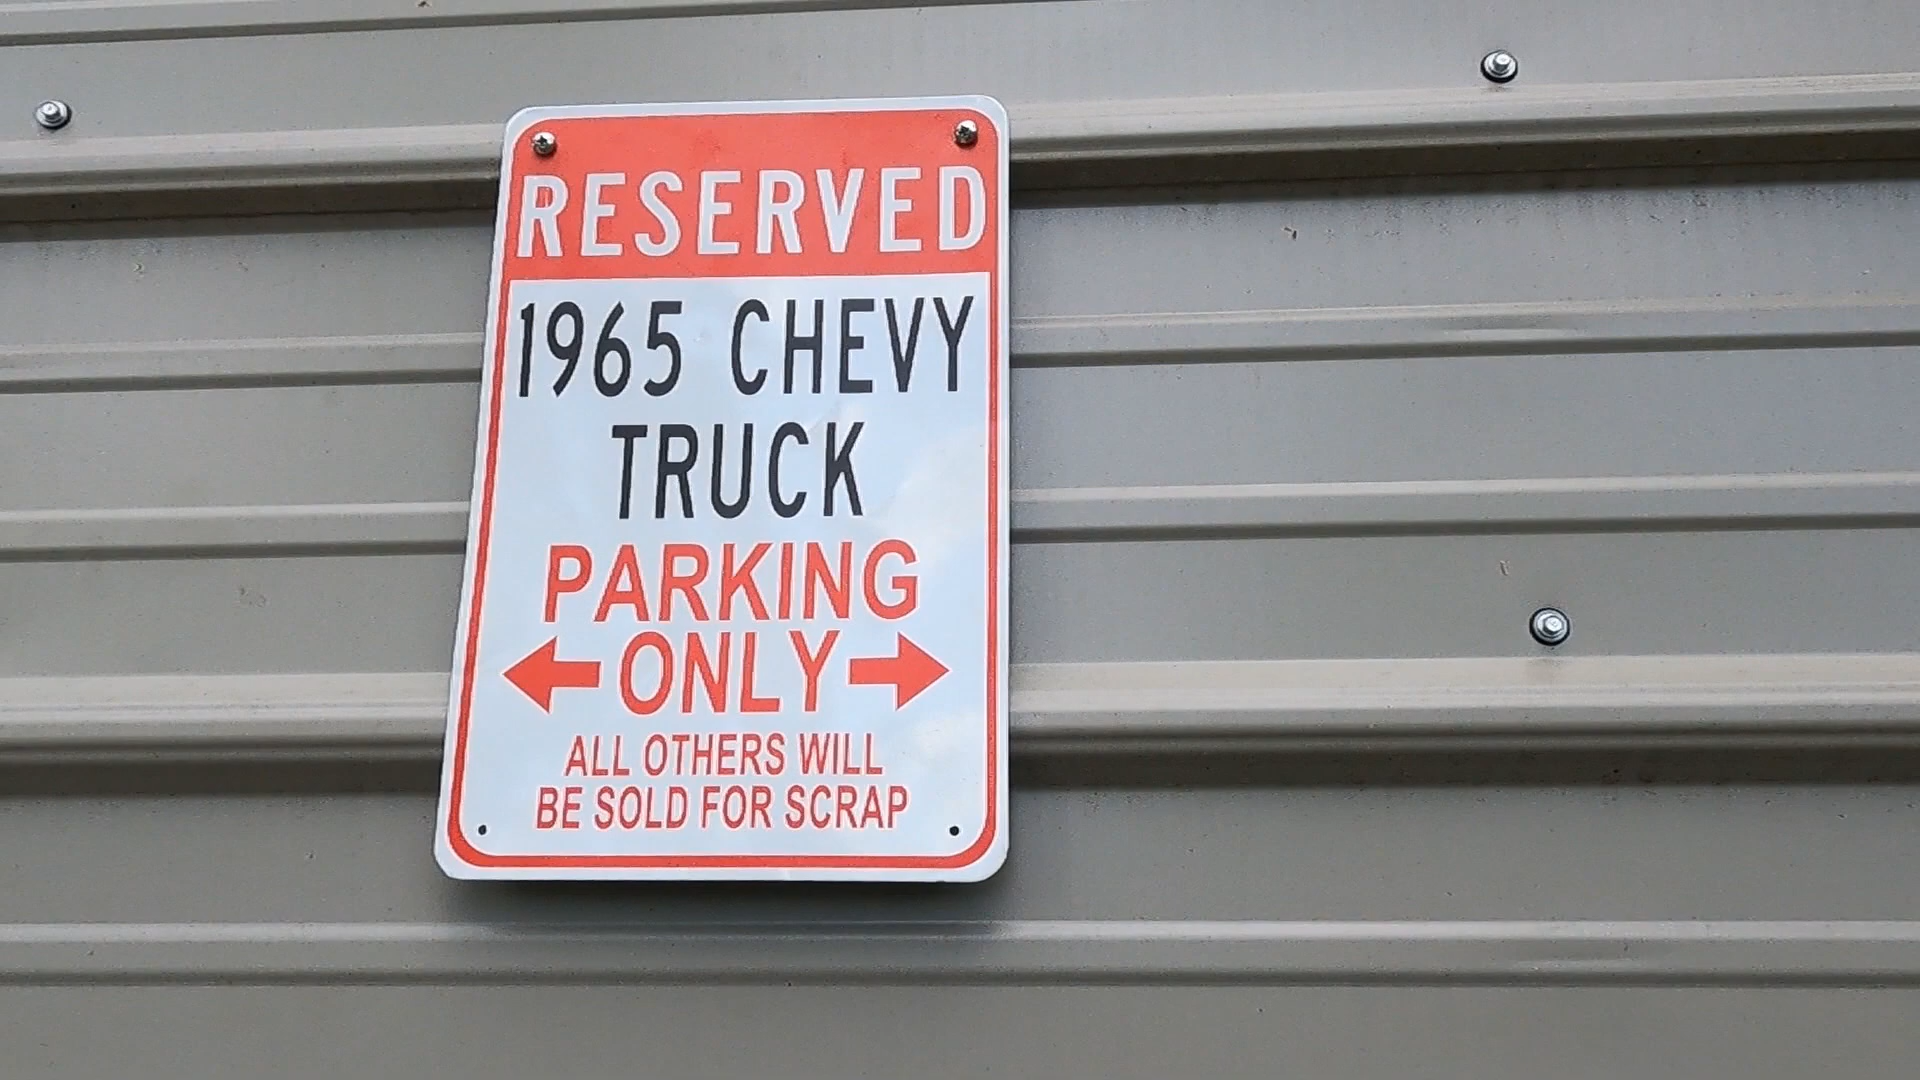 RESERVED
1965 CHEVY
TRUCK
PARKING
ONLY
ALL OTHERS WILL
BE SOLD FOR SCRAP